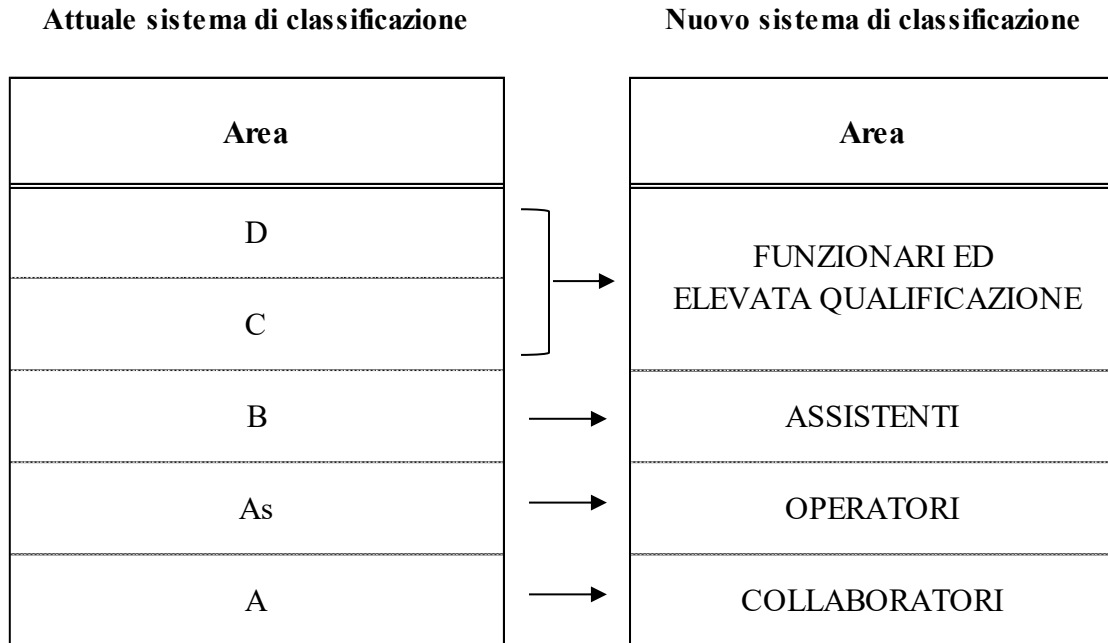 Attuale sistema di classificazione
Nuovo sistema di classificazione
Area
Area
D
C
FUNZIONARI ED
ELEVATA QUALIFICAZIONE
B
ASSISTENTI
As
OPERATORI
A
COLLABORATORI